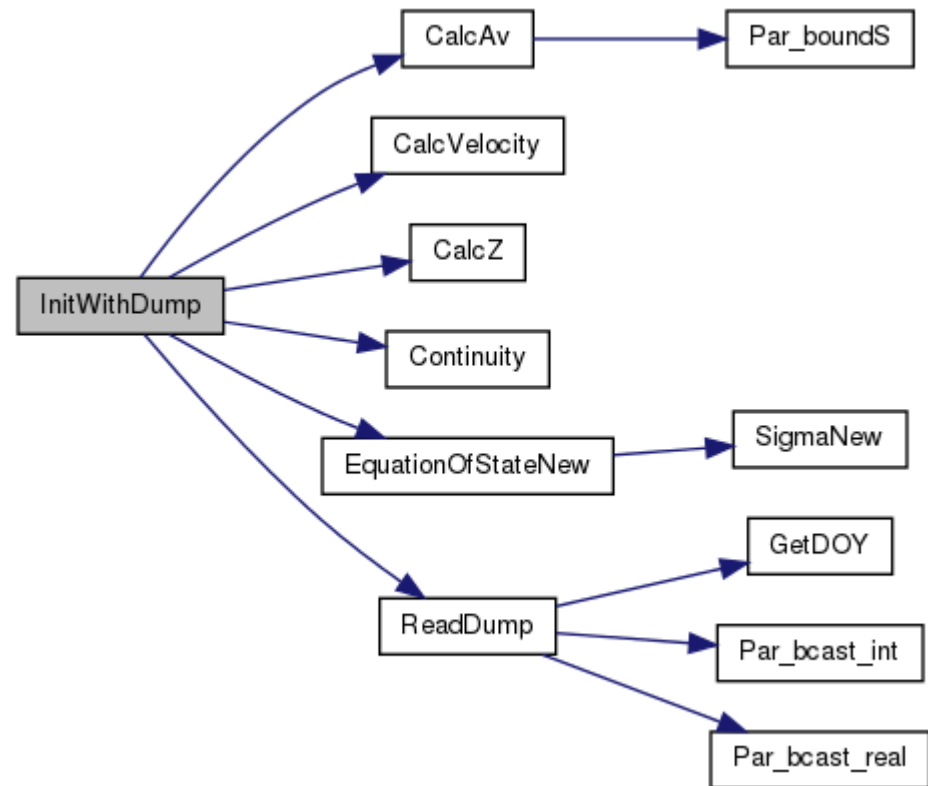 CalcAv
Par_boundS
CalcVelocity
CalcZ
InitWithDump
Continuity
EquationOfStateNew
SigmaNew
GetDOY
ReadDump
Par_bcast_int
Par_bcast_real